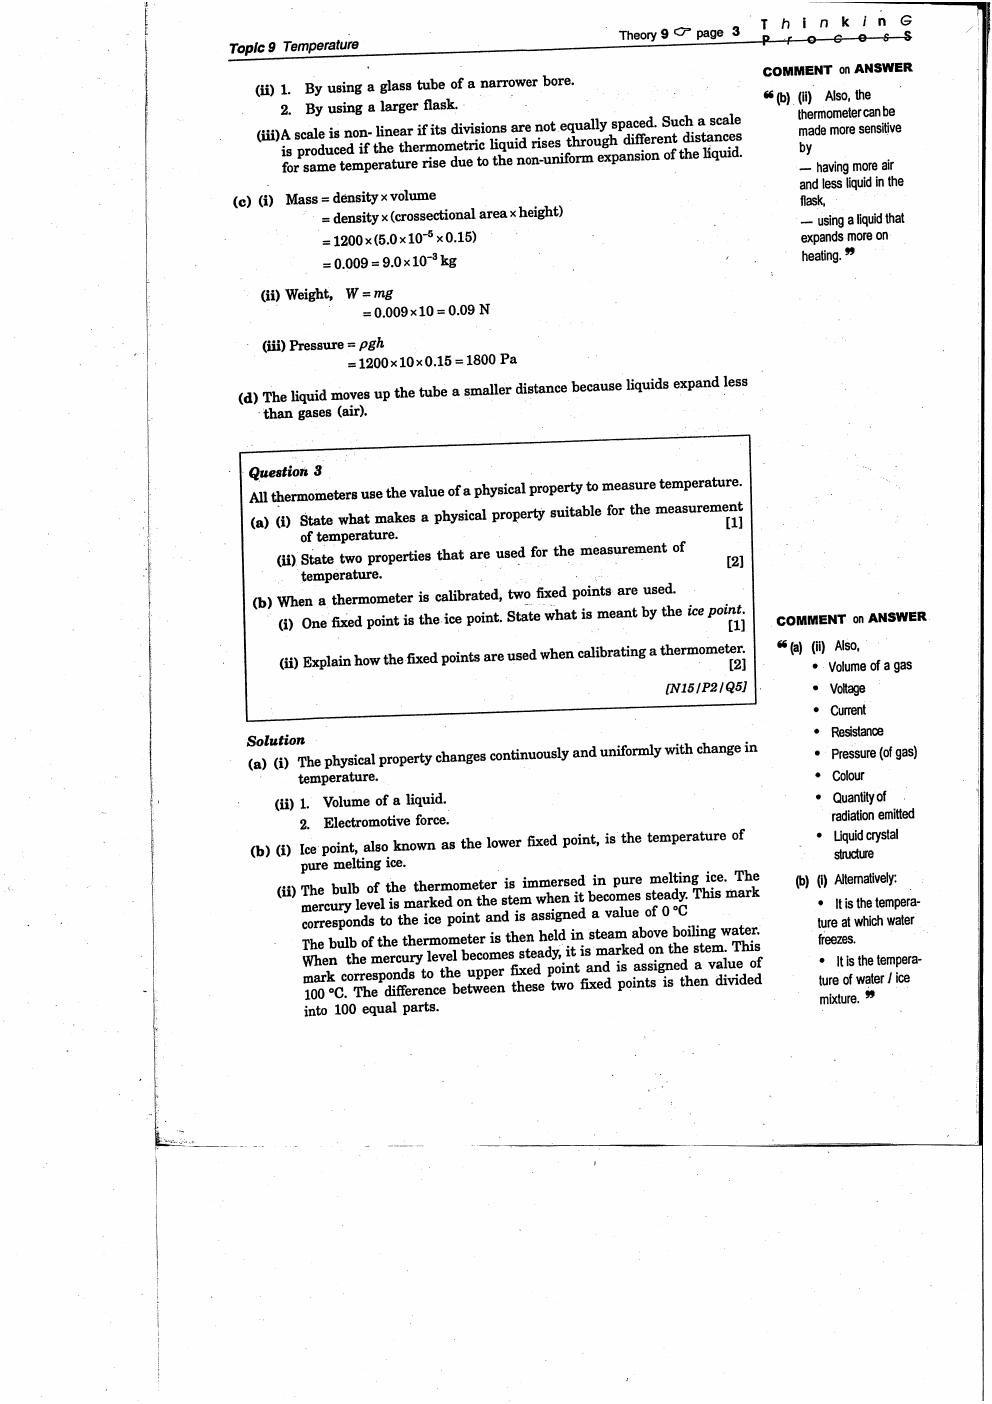 Topic 9 Temperature
Theory 9 ☞ page 3
T h i n k i n G
P r o c e s S
(ii) 1. By using a glass tube of a narrower bore.
2. By using a larger flask.
(iii) A scale is non- linear if its divisions are not equally spaced. Such a scale
is produced if the thermometric liquid rises through different distances
for same temperature rise due to the non-uniform expansion of the liquid.
(c) (i) Mass = density × volume
= density × (crossectional area × height)
= 1200 × (5.0 × 10⁻⁵ × 0.15)
= 0.009 = 9.0 × 10⁻³ kg
(ii) Weight, W = mg
= 0.009 × 10 = 0.09 N
(iii) Pressure = ρgh
= 1200 × 10 × 0.15 = 1800 Pa
(d) The liquid moves up the tube a smaller distance because liquids expand less
than gases (air).
COMMENT on ANSWER
❝ (b) (ii) Also, the
thermometer can be
made more sensitive
by
— having more air
and less liquid in the
flask,
— using a liquid that
expands more on
heating. ❞
Question 3
All thermometers use the value of a physical property to measure temperature.
(a) (i) State what makes a physical property suitable for the measurement
of temperature. [1]
(ii) State two properties that are used for the measurement of
temperature. [2]
(b) When a thermometer is calibrated, two fixed points are used.
(i) One fixed point is the ice point. State what is meant by the ice point.
[1]
(ii) Explain how the fixed points are used when calibrating a thermometer.
[2]
[N15/P2/Q5]
Solution
(a) (i) The physical property changes continuously and uniformly with change in
temperature.
(ii) 1. Volume of a liquid.
2. Electromotive force.
(b) (i) Ice point, also known as the lower fixed point, is the temperature of
pure melting ice.
(ii) The bulb of the thermometer is immersed in pure melting ice. The
mercury level is marked on the stem when it becomes steady. This mark
corresponds to the ice point and is assigned a value of 0 °C
The bulb of the thermometer is then held in steam above boiling water.
When the mercury level becomes steady, it is marked on the stem. This
mark corresponds to the upper fixed point and is assigned a value of
100 °C. The difference between these two fixed points is then divided
into 100 equal parts.
COMMENT on ANSWER
❝ (a) (ii) Also,
• Volume of a gas
• Voltage
• Current
• Resistance
• Pressure (of gas)
• Colour
• Quantity of
radiation emitted
• Liquid crystal
structure
(b) (i) Alternatively:
• It is the tempera-
ture at which water
freezes.
• It is the tempera-
ture of water / ice
mixture. ❞